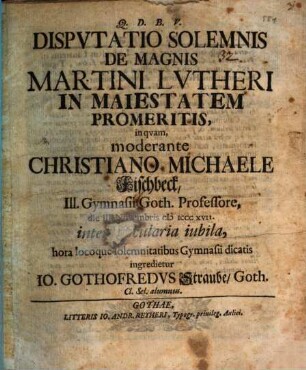 Q. D. B. V.
DISPVTATIO SOLEMNIS
DE MAGNIS
MARTINI LVTHERI
IN MAIESTATEM
PROMERITIS,
in qvam,
moderante
CHRISTIANO MICHAELE
Fischbeck,
Ill. Gymnasii Goth. Professore,
iubila,
hora locoque solemnitatibus Gymnasii dicatis
ingredietur
IO. GOTHOFREDVS Straube/ Goth.
Cl. Sel. alumnus.
GOTHAE,
LITTERIS IO. ANDR. REYHERI, Typogr. privileg. Aulici.